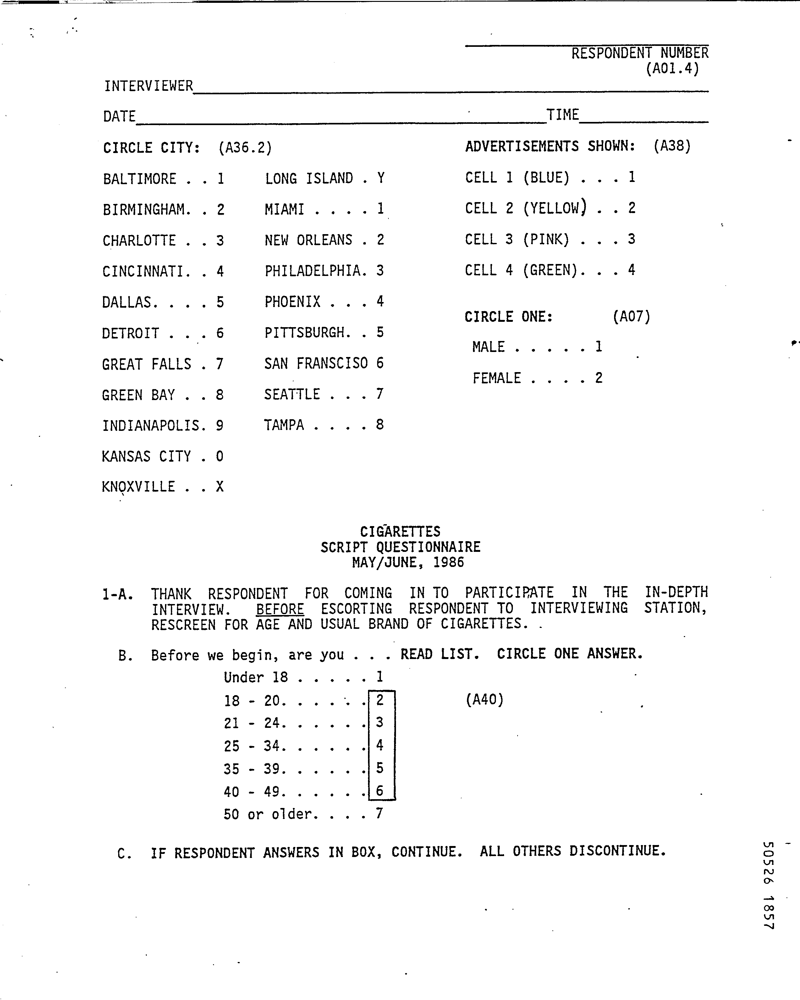 RESPONDENT NUMBER
(A01.4)
INTERVIEWER
DATE TIME
CIRCLE CITY: (A36.2)
BALTIMORE . . 1
BIRMINGHAM. . 2
CHARLOTTE . . 3
CINCINNATI. . 4
DALLAS. . . . 5
DETROIT . . . 6
GREAT FALLS . 7
GREEN BAY . . 8
INDIANAPOLIS. 9
KANSAS CITY . 0
KNOXVILLE . . X
LONG ISLAND . Y
MIAMI . . . . 1
NEW ORLEANS . 2
PHILADELPHIA. 3
PHOENIX . . . 4
PITTSBURGH. . 5
SAN FRANSCISO 6
SEATTLE . . . 7
TAMPA . . . . 8
ADVERTISEMENTS SHOWN: (A38)
CELL 1 (BLUE) . . . 1
CELL 2 (YELLOW) . . 2
CELL 3 (PINK) . . . 3
CELL 4 (GREEN). . . 4
CIRCLE ONE: (A07)
MALE . . . . . 1
FEMALE . . . . 2
CIGARETTES
SCRIPT QUESTIONNAIRE
MAY/JUNE, 1986
1-A. THANK RESPONDENT FOR COMING IN TO PARTICIPATE IN THE IN-DEPTH
INTERVIEW. BEFORE ESCORTING RESPONDENT TO INTERVIEWING STATION,
RESCREEN FOR AGE AND USUAL BRAND OF CIGARETTES.
B. Before we begin, are you . . . READ LIST. CIRCLE ONE ANSWER.
Under 18 . . . . . 1
18 - 20. . . . . . 2 (A40)
21 - 24. . . . . . 3
25 - 34. . . . . . 4
35 - 39. . . . . . 5
40 - 49. . . . . . 6
50 or older. . . . 7
C. IF RESPONDENT ANSWERS IN BOX, CONTINUE. ALL OTHERS DISCONTINUE.
50526 1857